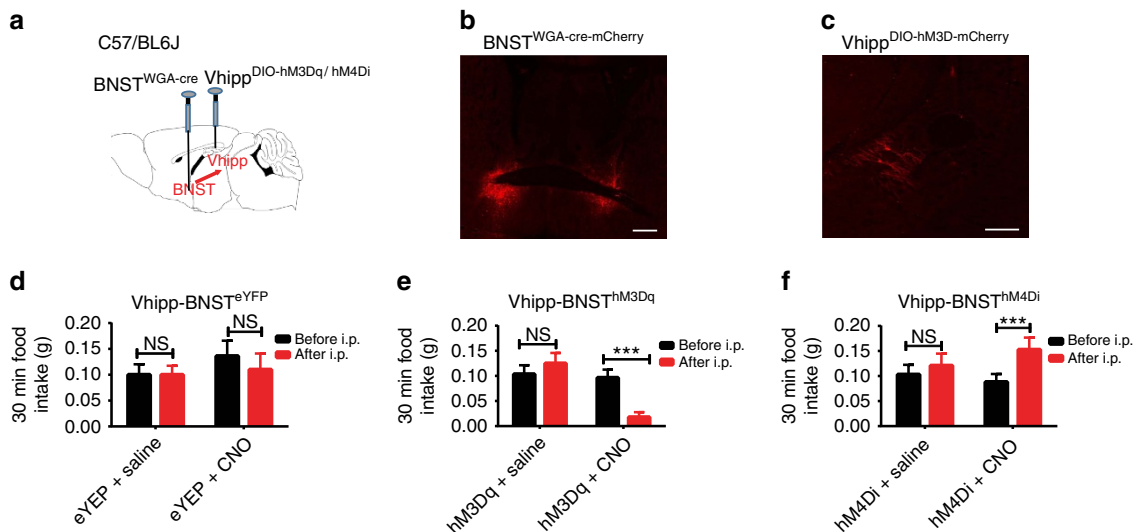 a
C57/BL6J
BNST^WGA-cre
Vhipp^DIO-hM3Dq/ hM4Di
Vhipp
BNST
b
BNST^WGA-cre-mCherry
c
Vhipp^DIO-hM3D-mCherry
d
Vhipp-BNST^eYFP
30 min food
intake (g)
0.20
0.15
0.10
0.05
0.00
NS
NS
Before i.p.
After i.p.
eYEP + saline
eYEP + CNO
e
Vhipp-BNST^hM3Dq
30 min food
intake (g)
0.20
0.15
0.10
0.05
0.00
NS
***
Before i.p.
After i.p.
hM3Dq + saline
hM3Dq + CNO
f
Vhipp-BNST^hM4Di
30 min food
intake (g)
0.20
0.15
0.10
0.05
0.00
NS
***
Before i.p.
After i.p.
hM4Di + saline
hM4Di + CNO